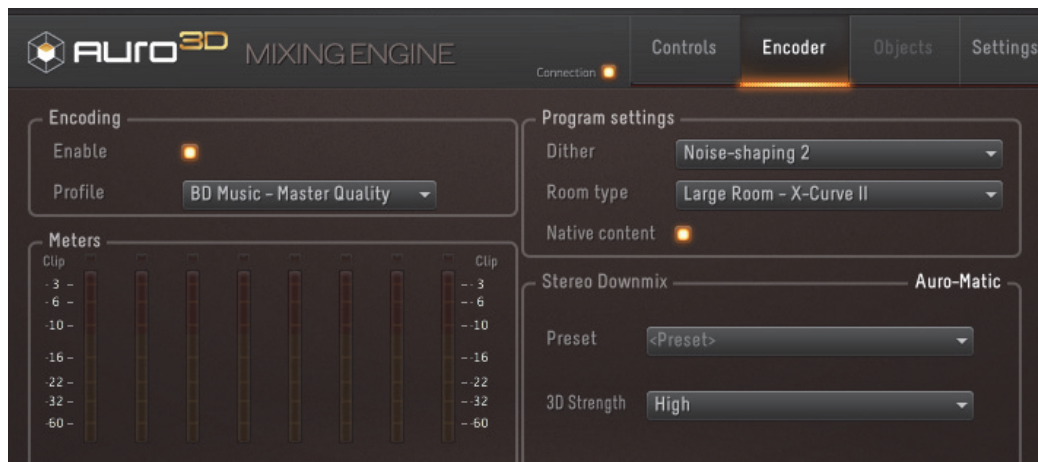 AURO 3D MIXING ENGINE
Connection
Controls
Encoder
Objects
Settings
Encoding
Enable
Profile BD Music - Master Quality
Meters
Clip Clip
- 3 - - - 3
- 6 - - - 6
-10 - - -10
-16 - - -16
-22 - - -22
-32 - - -32
-60 - - -60
Program settings
Dither Noise-shaping 2
Room type Large Room - X-Curve II
Native content
Stereo Downmix Auro-Matic
Preset <Preset>
3D Strength High